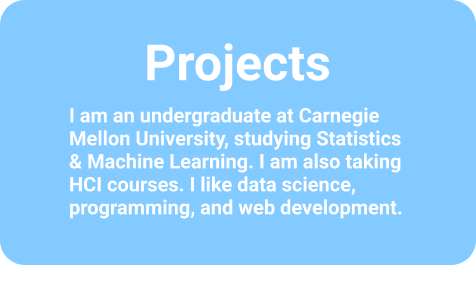 Projects
I am an undergraduate at Carnegie
Mellon University, studying Statistics
& Machine Learning. I am also taking
HCI courses. I like data science,
programming, and web development.